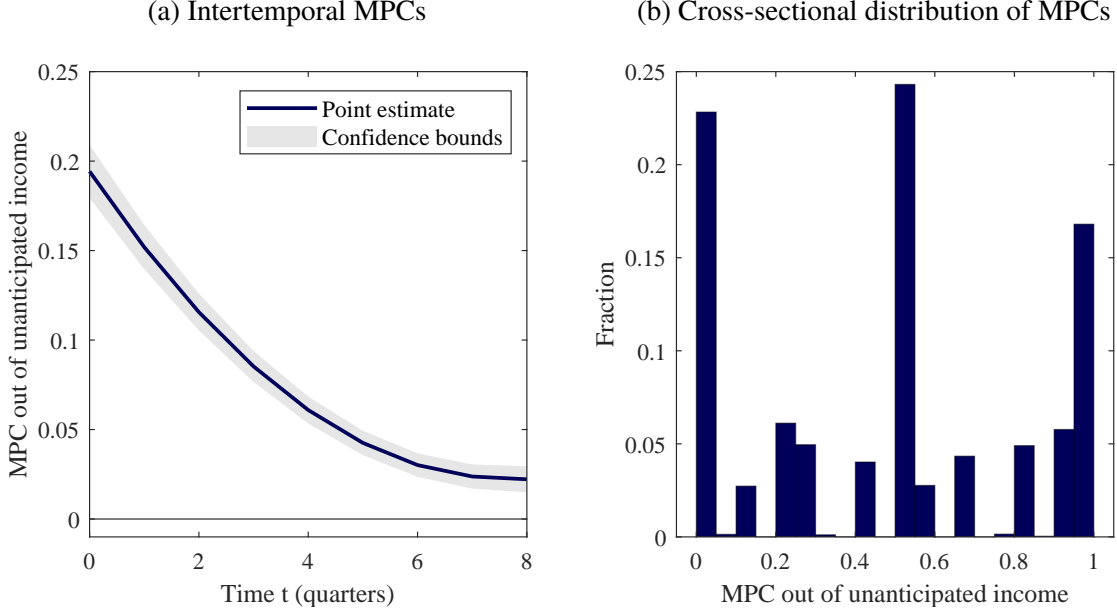 (a) Intertemporal MPCs
0.25
0.2
0.15
0.1
0.05
0
MPC out of unanticipated income
Point estimate
Confidence bounds
0 2 4 6 8
Time t (quarters)
(b) Cross-sectional distribution of MPCs
0.25
0.2
0.15
0.1
0.05
0
Fraction
0 0.2 0.4 0.6 0.8 1
MPC out of unanticipated income